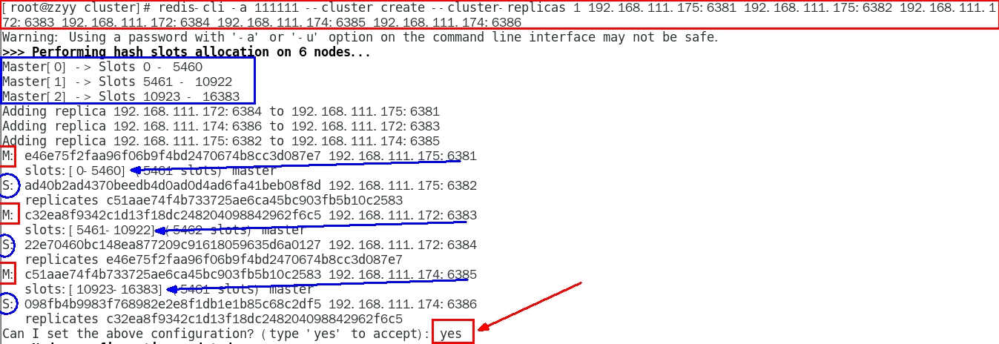 [root@zzyy cluster]# redis-cli -a 111111 --cluster create --cluster-replicas 1 192.168.111.175:6381 192.168.111.175:6382 192.168.111.1
72:6383 192.168.111.172:6384 192.168.111.174:6385 192.168.111.174:6386
Warning: Using a password with '-a' or '-u' option on the command line interface may not be safe.
>>> Performing hash slots allocation on 6 nodes...
Master[0] -> Slots 0 - 5460
Master[1] -> Slots 5461 - 10922
Master[2] -> Slots 10923 - 16383
Adding replica 192.168.111.172:6384 to 192.168.111.175:6381
Adding replica 192.168.111.174:6386 to 192.168.111.172:6383
Adding replica 192.168.111.175:6382 to 192.168.111.174:6385
M: e46e75f2faa96f06b9f4bd2470674b8cc3d087e7 192.168.111.175:6381
slots:[0-5460] (5461 slots) master
S: ad40b2ad4370beedb4d0ad0d4ad6fa41beb08f8d 192.168.111.175:6382
replicates c51aae74f4b733725ae6ca45bc903fb5b10c2583
M: c32ea8f9342c1d13f18dc248204098842962f6c5 192.168.111.172:6383
slots:[5461-10922] (5462 slots) master
S: 22e70460bc148ea877209c91618059635d6a0127 192.168.111.172:6384
replicates e46e75f2faa96f06b9f4bd2470674b8cc3d087e7
M: c51aae74f4b733725ae6ca45bc903fb5b10c2583 192.168.111.174:6385
slots:[10923-16383] (5461 slots) master
S: 098fb4b9983f768982e2e8f1db1e1b85c68c2df5 192.168.111.174:6386
replicates c32ea8f9342c1d13f18dc248204098842962f6c5
Can I set the above configuration? (type 'yes' to accept): yes